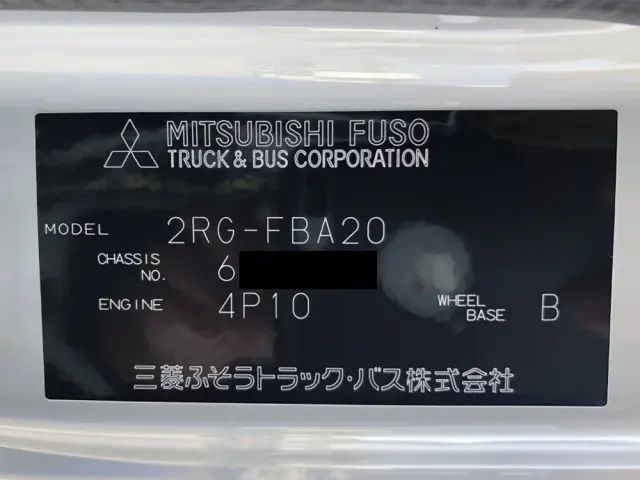 MITSUBISHI FUSO
TRUCK & BUS CORPORATION
MODEL 2RG-FBA20
CHASSIS NO. 6
ENGINE 4P10 WHEEL BASE B
三菱ふそうトラック・バス株式会社